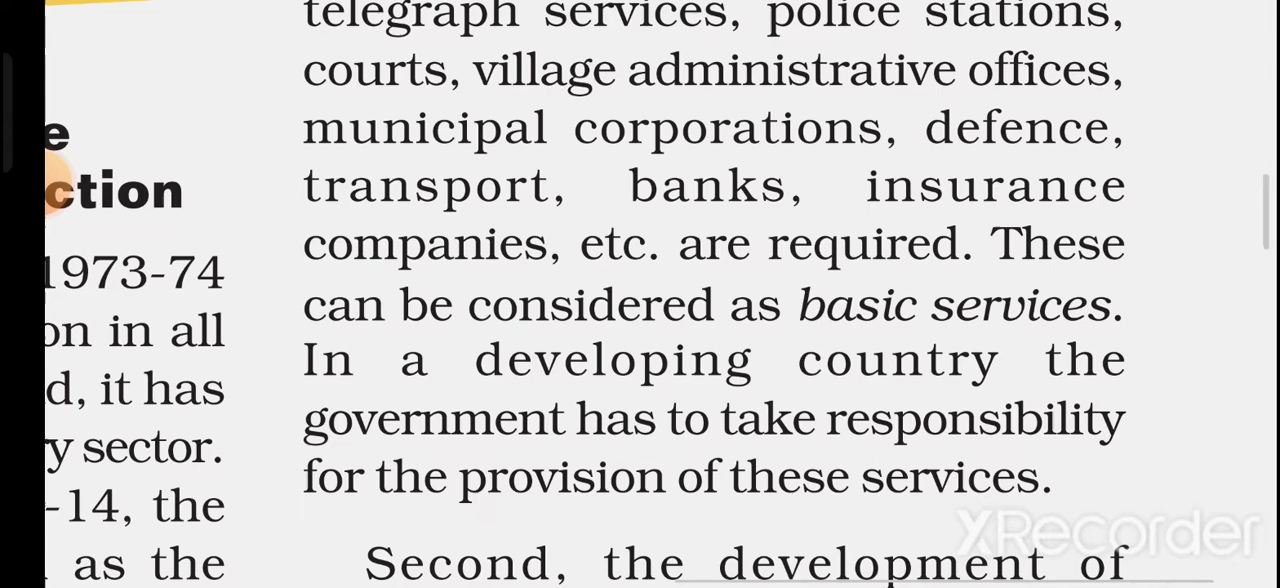 e
ction
1973-74
on in all
d, it has
y sector.
-14, the
as the
telegraph services, police stations,
courts, village administrative offices,
municipal corporations, defence,
transport, banks, insurance
companies, etc. are required. These
can be considered as basic services.
In a developing country the
government has to take responsibility
for the provision of these services.
Second, the development of
XRecorder